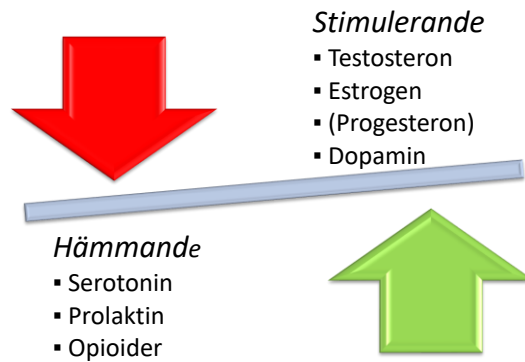 Stimulerande
▪ Testosteron
▪ Estrogen
▪ (Progesteron)
▪ Dopamin
Hämmande
▪ Serotonin
▪ Prolaktin
▪ Opioider